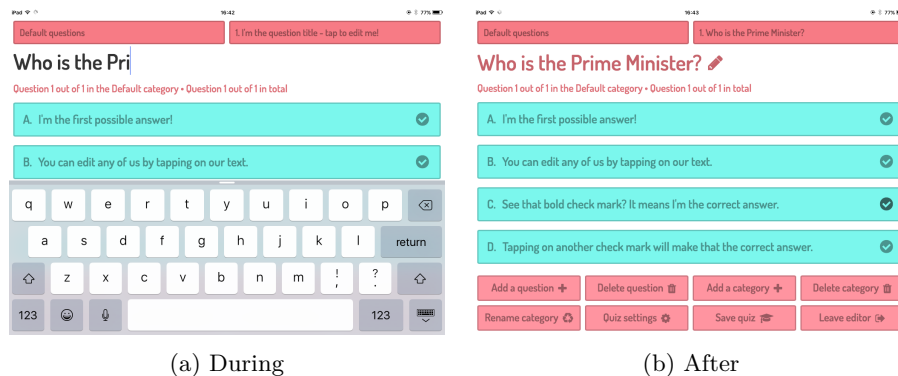 iPad 16:42 77%
Default questions 1. I'm the question title - tap to edit me!
Who is the Pri
Question 1 out of 1 in the Default category • Question 1 out of 1 in total
A. I'm the first possible answer!
B. You can edit any of us by tapping on our text.
q w e r t y u i o p
a s d f g h j k l return
z x c v b n m ! , ? .
123 123
(a) During
iPad 16:43 77%
Default questions 1. Who is the Prime Minister?
Who is the Prime Minister?
Question 1 out of 1 in the Default category • Question 1 out of 1 in total
A. I'm the first possible answer!
B. You can edit any of us by tapping on our text.
C. See that bold check mark? It means I'm the correct answer.
D. Tapping on another check mark will make that the correct answer.
Add a question Delete question Add a category Delete category
Rename category Quiz settings Save quiz Leave editor
(b) After